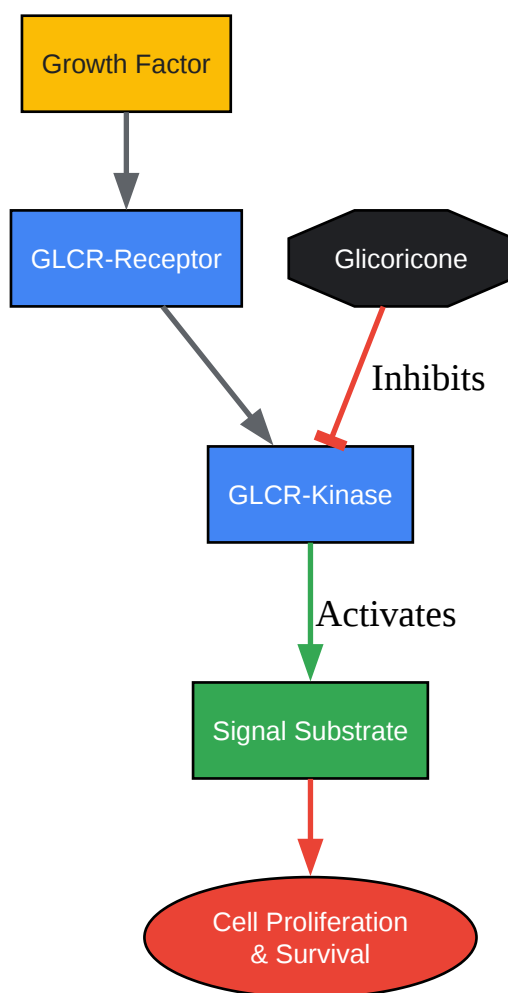 Growth Factor
GLCR-Receptor
Glicoricone
Inhibits
GLCR-Kinase
Activates
Signal Substrate
Cell Proliferation
& Survival